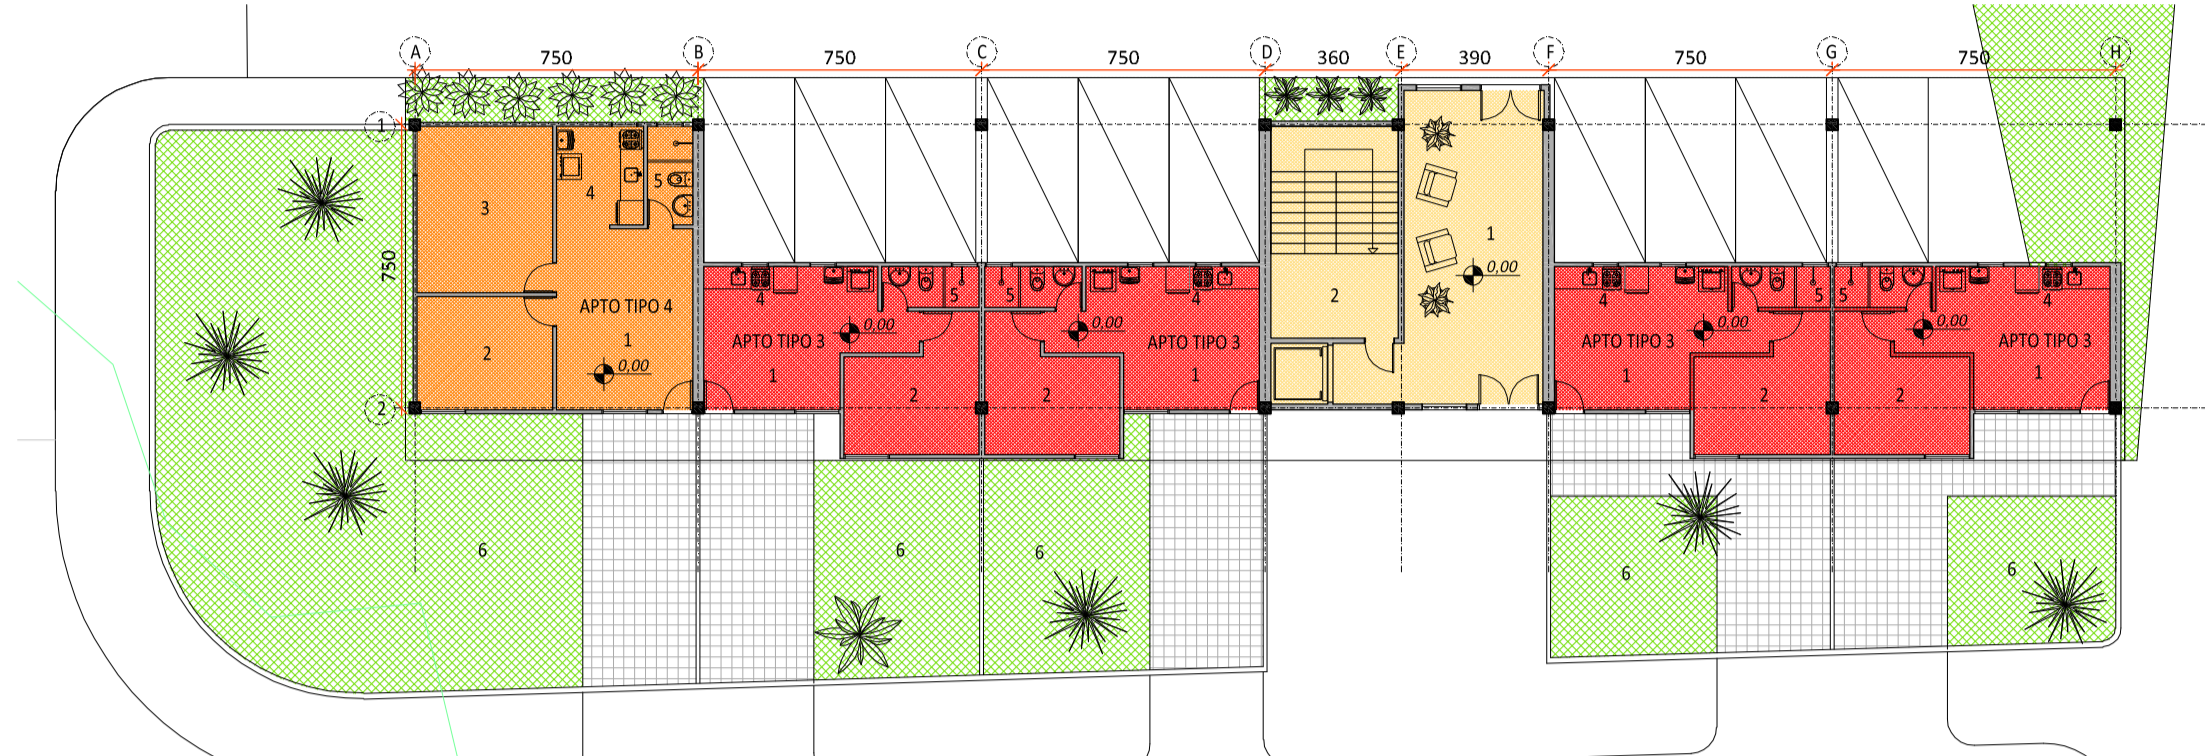 A B C D E F G H
750 750 750 360 390 750 750
1
750
2
3 4 5
APTO TIPO 4
1
2
0,00
4 5 5 4
0,00 0,00
APTO TIPO 3 APTO TIPO 3
1 2 2 1
1
0,00
2
4 5 5 4
0,00 0,00
APTO TIPO 3 APTO TIPO 3
1 2 2 1
6 6 6 6 6